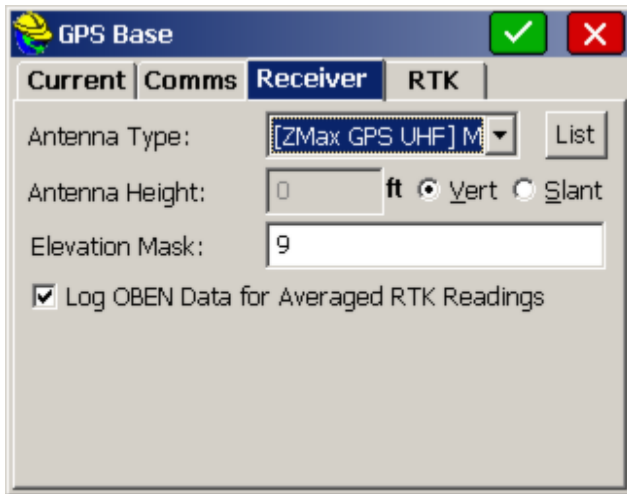 GPS Base
Current Comms Receiver RTK
Antenna Type: [ZMax GPS UHF] M List
Antenna Height: 0 ft Vert Slant
Elevation Mask: 9
Log OBEN Data for Averaged RTK Readings